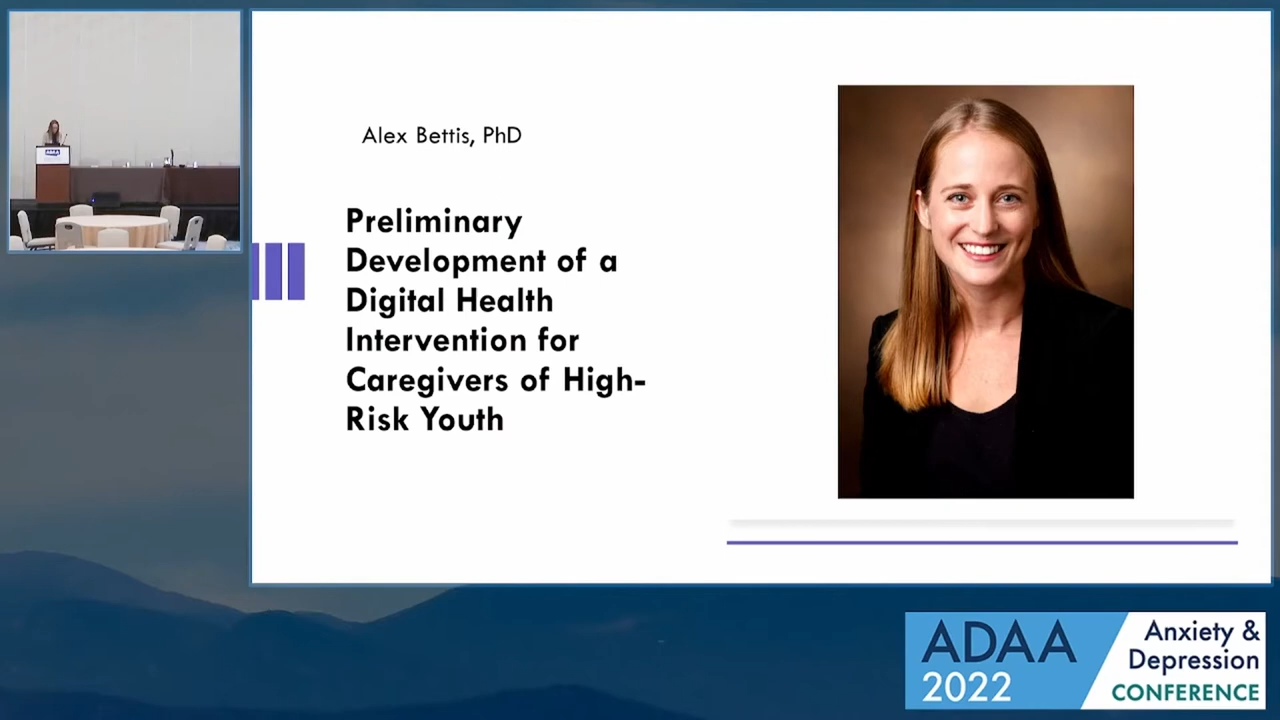 Alex Bettis, PhD
Preliminary
Development of a
Digital Health
Intervention for
Caregivers of High-
Risk Youth
ADAA
2022
Anxiety &
Depression
CONFERENCE